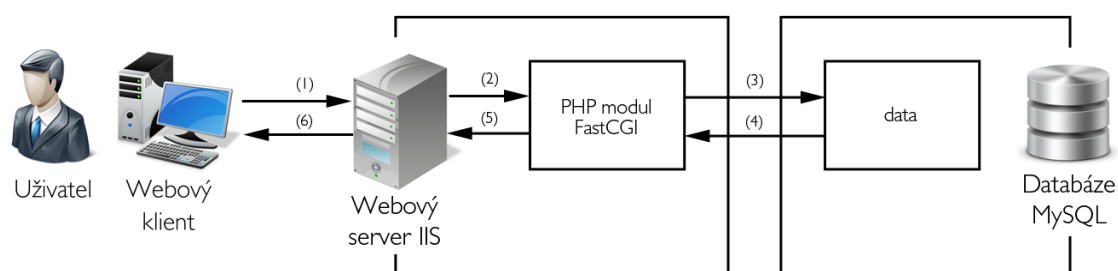 (1)
(2)
(3)
(6)
(5)
(4)
PHP modul
FastCGI
data
Uživatel
Webový
klient
Webový
server IIS
Databáze
MySQL